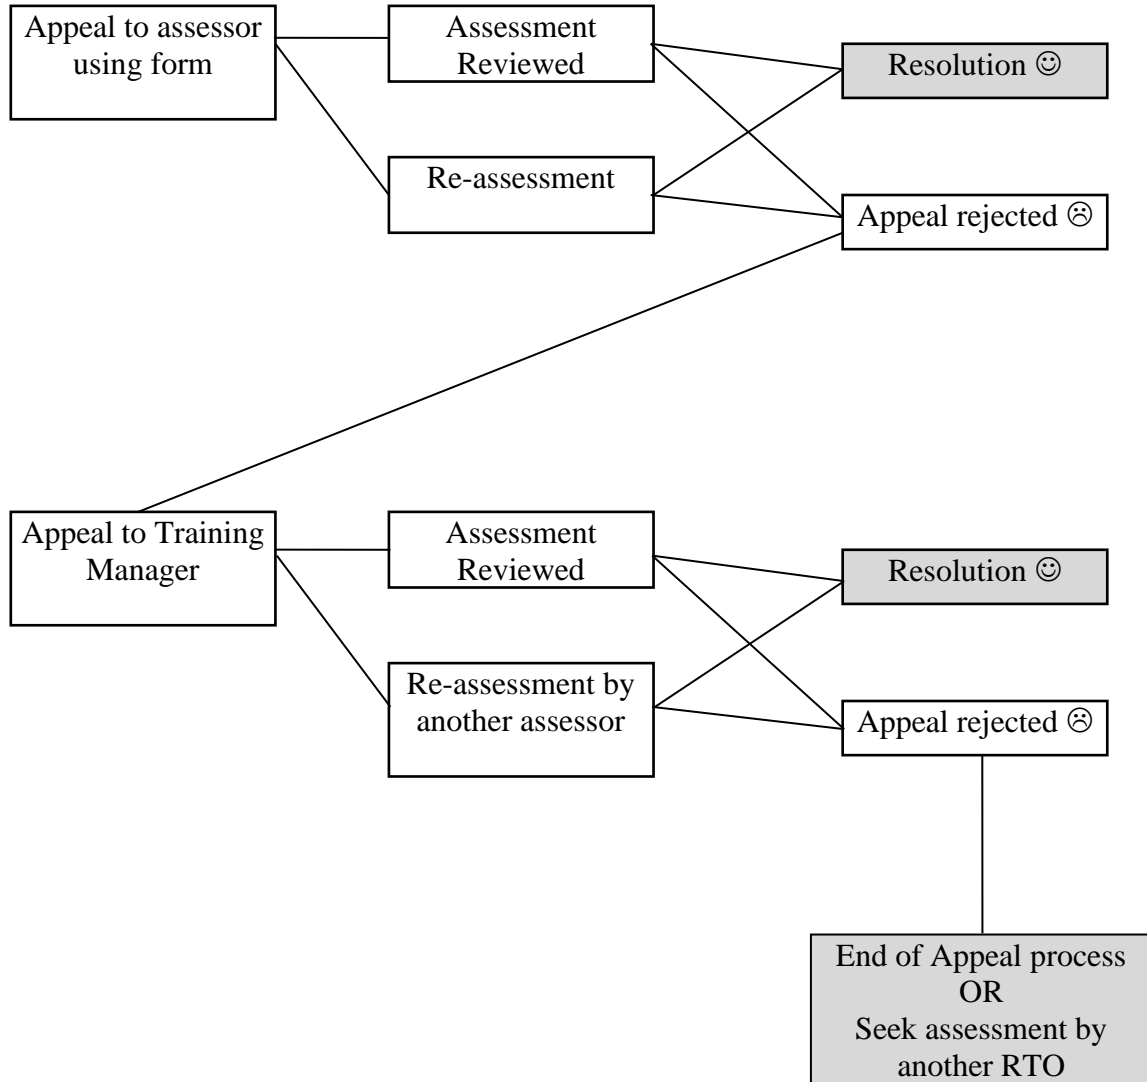 Appeal to assessor
using form
Assessment
Reviewed
Resolution ☺
Re-assessment
Appeal rejected ☹
Appeal to Training
Manager
Assessment
Reviewed
Resolution ☺
Re-assessment by
another assessor
Appeal rejected ☹
End of Appeal process
OR
Seek assessment by
another RTO